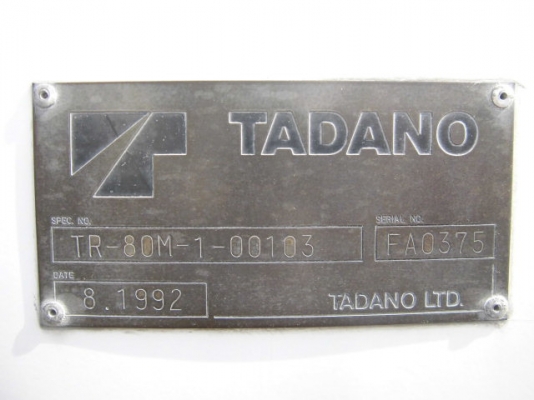 TADANO
SPEC. NO. SERIAL NO.
TR-80M-1-00103 FA0375
DATE
8.1992 TADANO LTD.